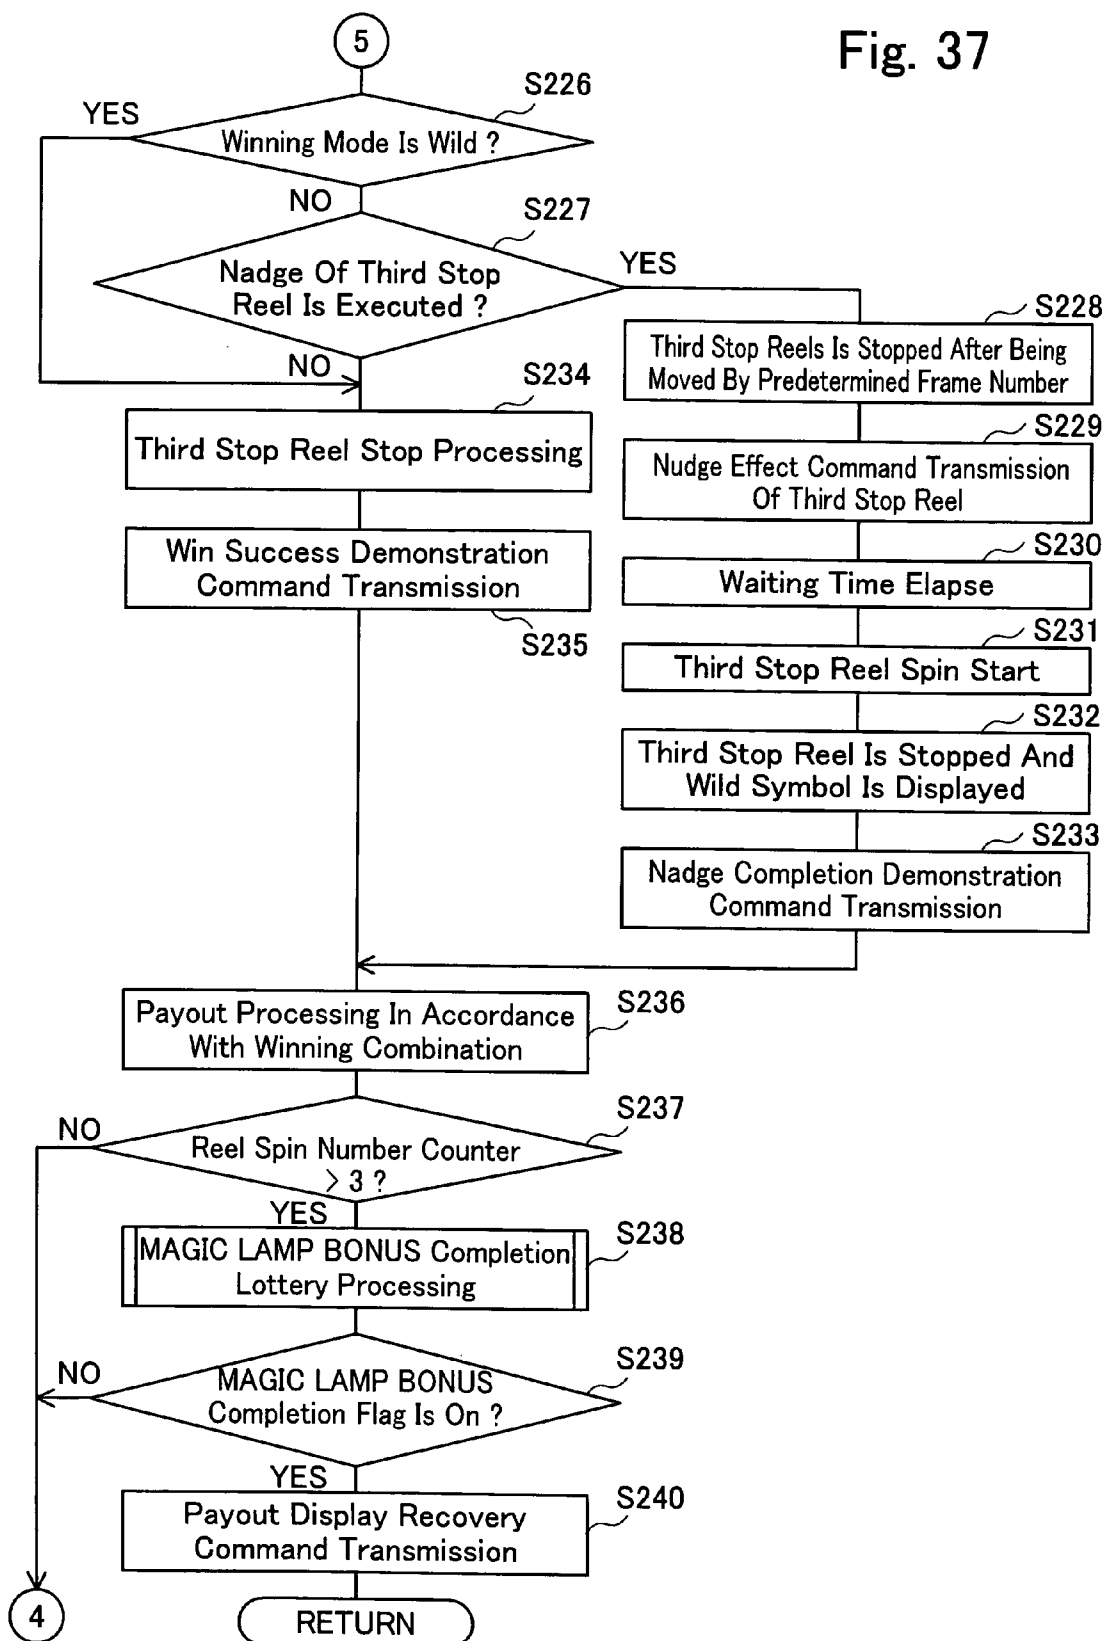 Fig. 37
5
S226
YES
Winning Mode Is Wild ?
NO
S227
Nadge Of Third Stop
Reel Is Executed ?
YES
NO
S228
Third Stop Reels Is Stopped After Being
Moved By Predetermined Frame Number
S229
Nudge Effect Command Transmission
Of Third Stop Reel
S230
Waiting Time Elapse
S231
Third Stop Reel Spin Start
S232
Third Stop Reel Is Stopped And
Wild Symbol Is Displayed
S233
Nadge Completion Demonstration
Command Transmission
S234
Third Stop Reel Stop Processing
Win Success Demonstration
Command Transmission
S235
Payout Processing In Accordance
With Winning Combination
S236
S237
NO
Reel Spin Number Counter
> 3 ?
YES
S238
MAGIC LAMP BONUS Completion
Lottery Processing
S239
NO
MAGIC LAMP BONUS
Completion Flag Is On ?
YES
S240
Payout Display Recovery
Command Transmission
4
RETURN